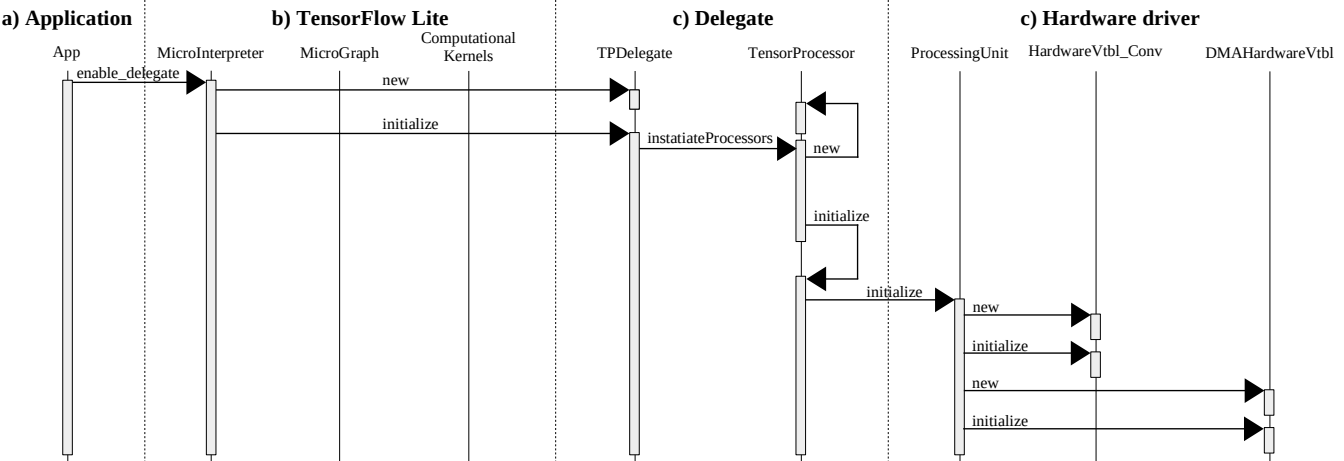 a) Application
b) TensorFlow Lite
c) Delegate
c) Hardware driver
App
MicroInterpreter
MicroGraph
Computational
Kernels
TPDelegate
TensorProcessor
ProcessingUnit
HardwareVtbl_Conv
DMAHardwareVtbl
enable_delegate
new
initialize
instatiateProcessors
new
initialize
initialize
new
initialize
new
initialize